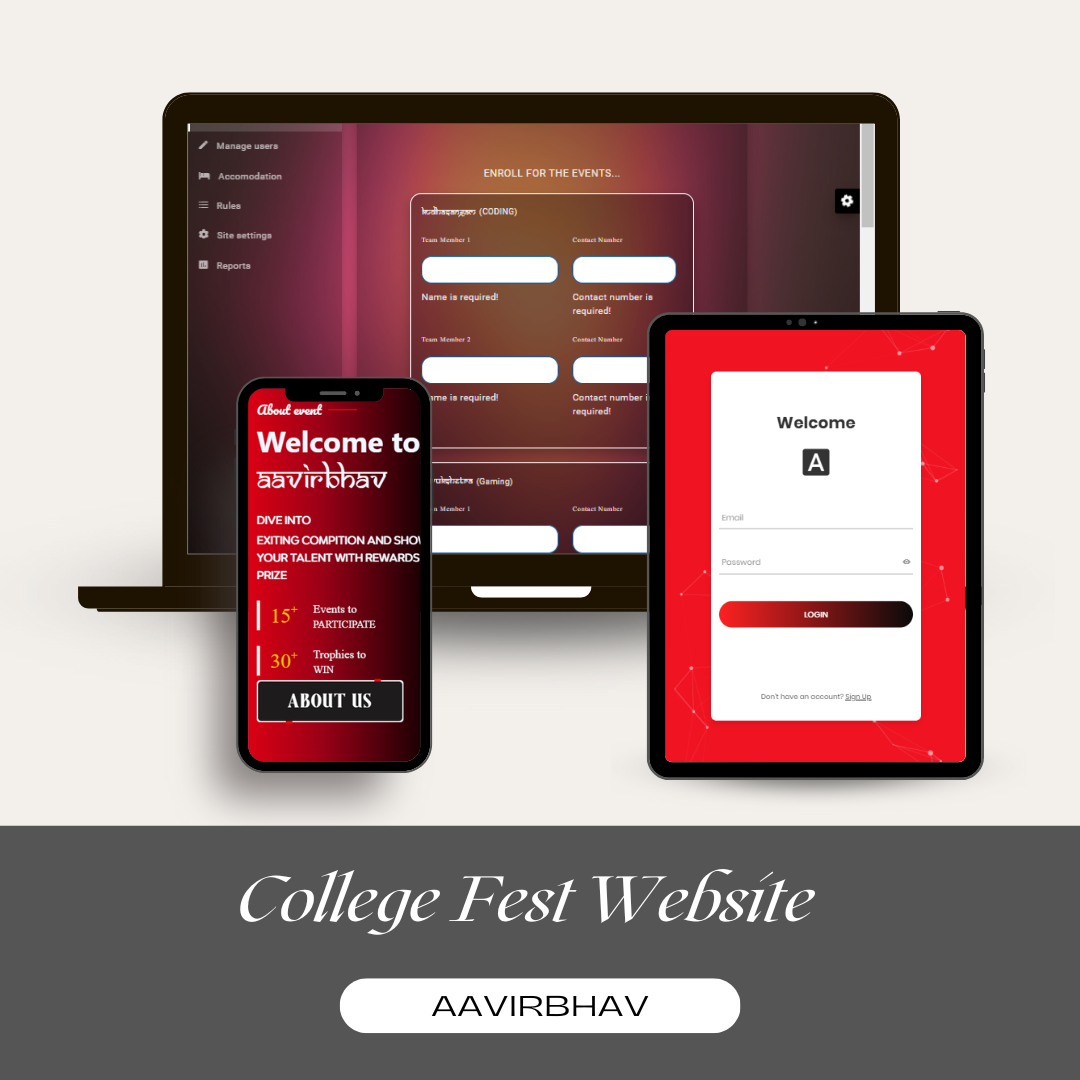 Manage users
Accomodation
Rules
Site settings
Reports
ENROLL FOR THE EVENTS...
(CODING)
Team Member 1 Contact Number
Name is required! Contact number is
required!
Team Member 2 Contact Number
ame is required! Contact number i
required!
(Gaming)
Member 1 Contact Number
About event
Welcome to
aavirbhav
DIVE INTO
EXITING COMPITION AND SHOW
YOUR TALENT WITH REWARDS
PRIZE
15+ Events to
PARTICIPATE
30+ Trophies to
WIN
ABOUT US
Welcome
A
Email
Password
LOGIN
Don't have an account? Sign Up
College Fest Website
AAVIRBHAV